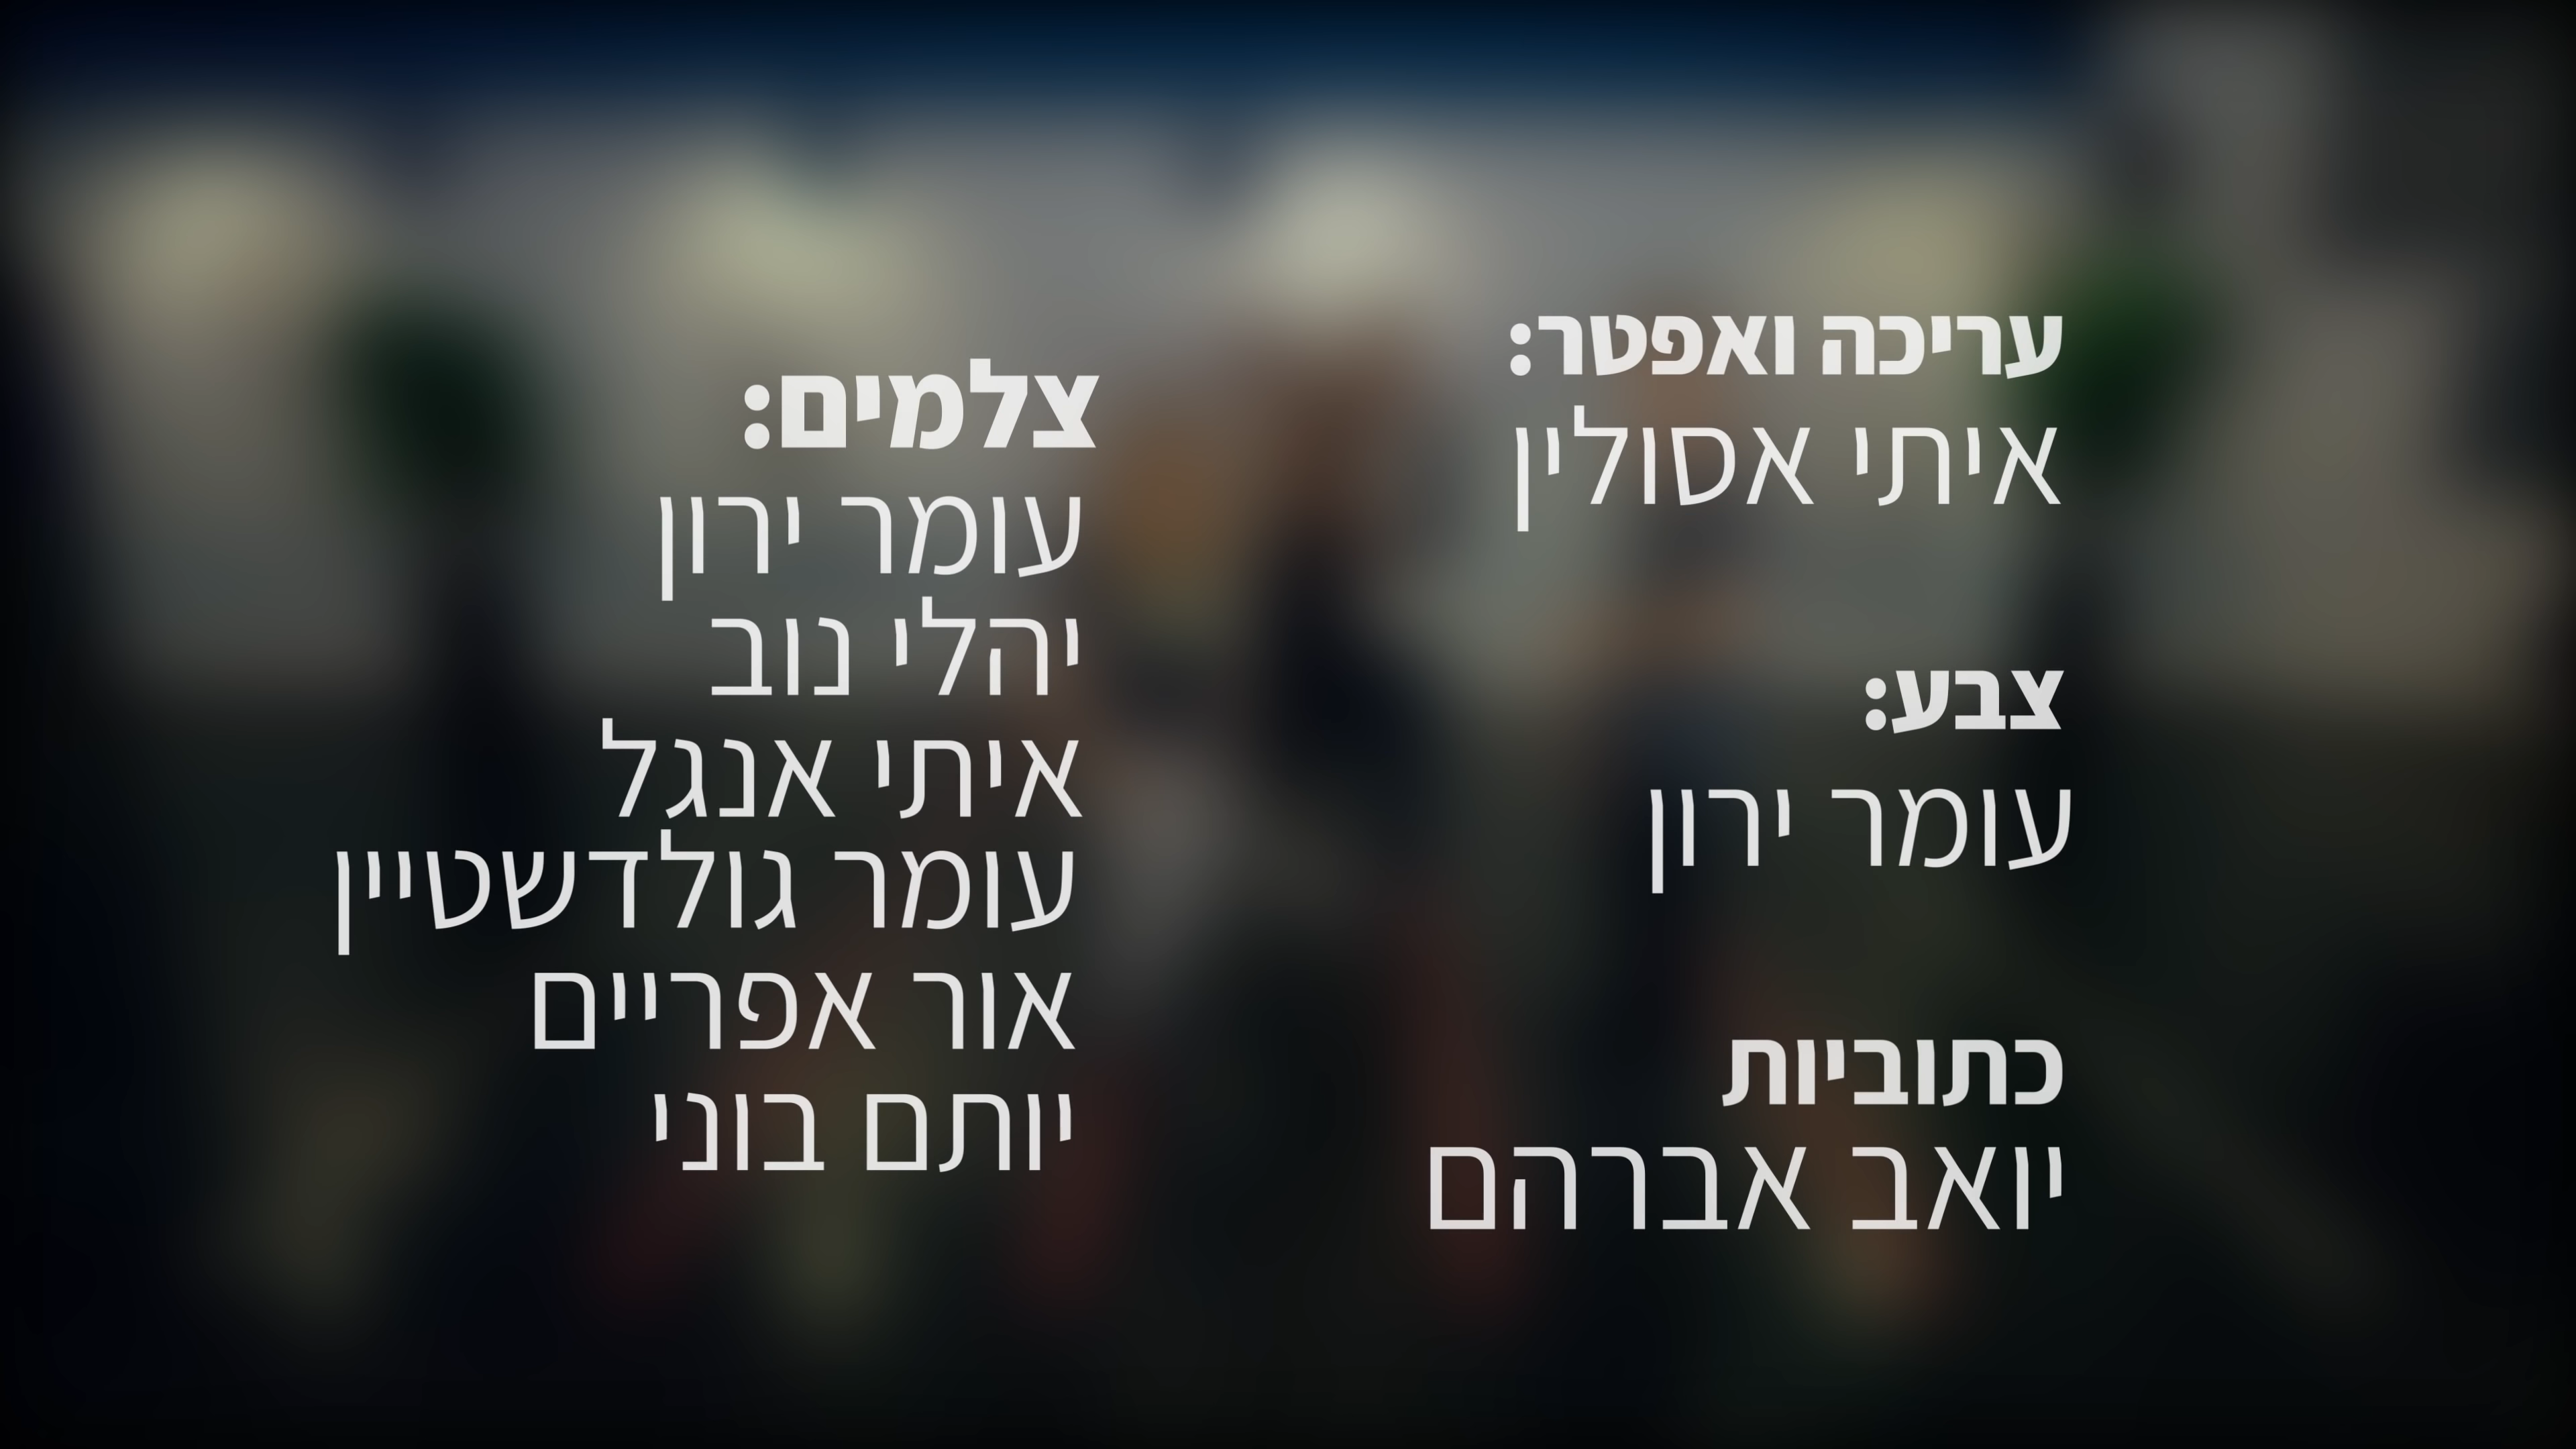 עריכה ואפטר:
איתי אסולין
צבע:
עומר ירון
כתוביות
יואב אברהם
צלמים:
עומר ירון
יהלי נוב
איתי אנגל
עומר גולדשטיין
אור אפריים
יותם בוני